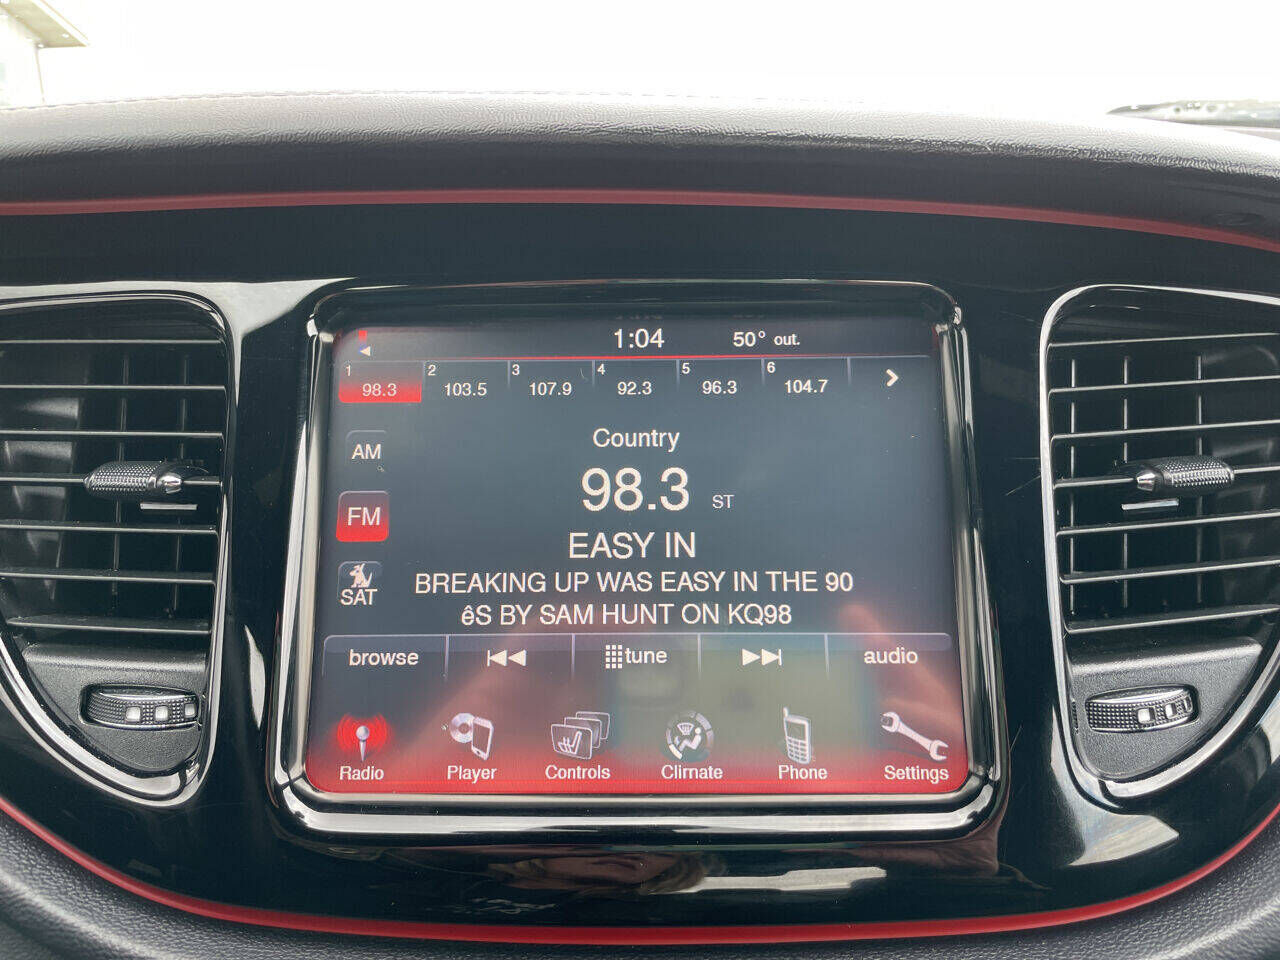 1:04 50° out.
1 2 3 4 5 6
98.3 103.5 107.9 92.3 96.3 104.7
AM
Country
98.3 ST
FM
EASY IN
BREAKING UP WAS EASY IN THE 90
êS BY SAM HUNT ON KQ98
SAT
browse tune audio
Radio Player Controls Climate Phone Settings